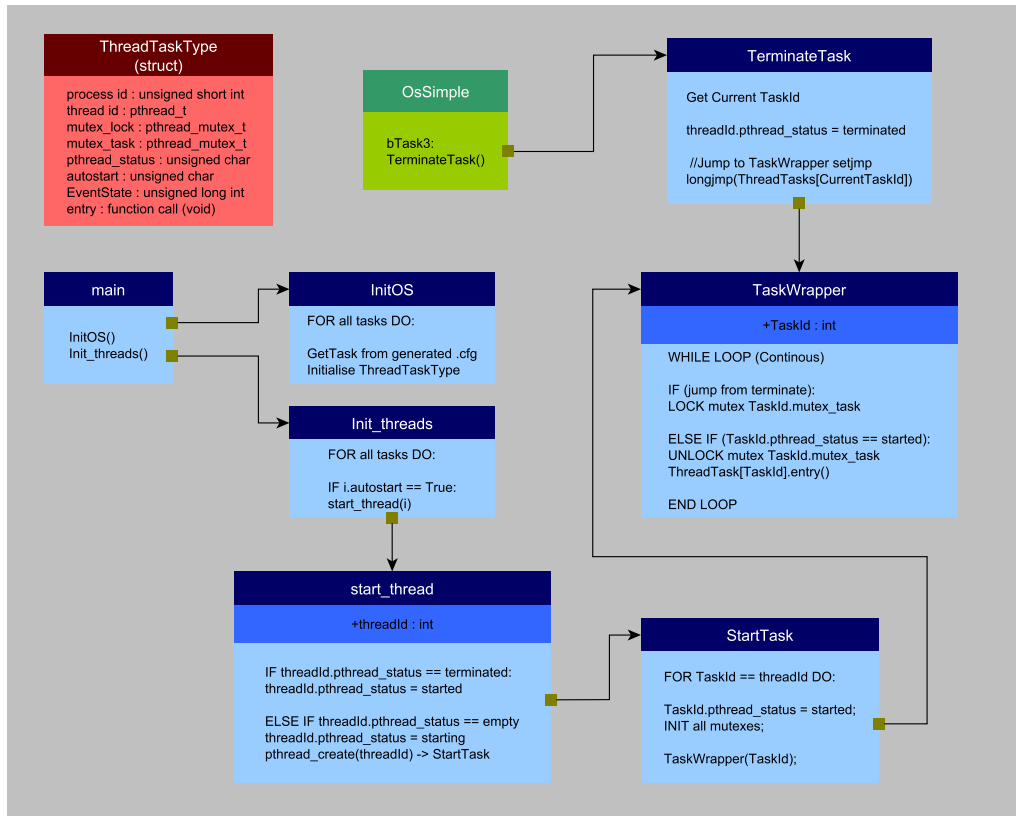 ThreadTaskType
(struct)
process id : unsigned short int
thread id : pthread_t
mutex_lock : pthread_mutex_t
mutex_task : pthread_mutex_t
pthread_status : unsigned char
autostart : unsigned char
EventState : unsigned long int
entry : function call (void)
OsSimple
bTask3:
TerminateTask()
TerminateTask
Get Current TaskId
threadId.pthread_status = terminated
//Jump to TaskWrapper setjmp
longjmp(ThreadTasks[CurrentTaskId])
main
InitOS()
Init_threads()
InitOS
FOR all tasks DO:
GetTask from generated .cfg
Initialise ThreadTaskType
TaskWrapper
+TaskId : int
WHILE LOOP (Continous)
IF (jump from terminate):
LOCK mutex TaskId.mutex_task
ELSE IF (TaskId.pthread_status == started):
UNLOCK mutex TaskId.mutex_task
ThreadTask[TaskId].entry()
END LOOP
Init_threads
FOR all tasks DO:
IF i.autostart == True:
start_thread(i)
start_thread
+threadId : int
IF threadId.pthread_status == terminated:
threadId.pthread_status = started
ELSE IF threadId.pthread_status == empty
threadId.pthread_status = starting
pthread_create(threadId) -> StartTask
StartTask
FOR TaskId == threadId DO:
TaskId.pthread_status = started;
INIT all mutexes;
TaskWrapper(TaskId);